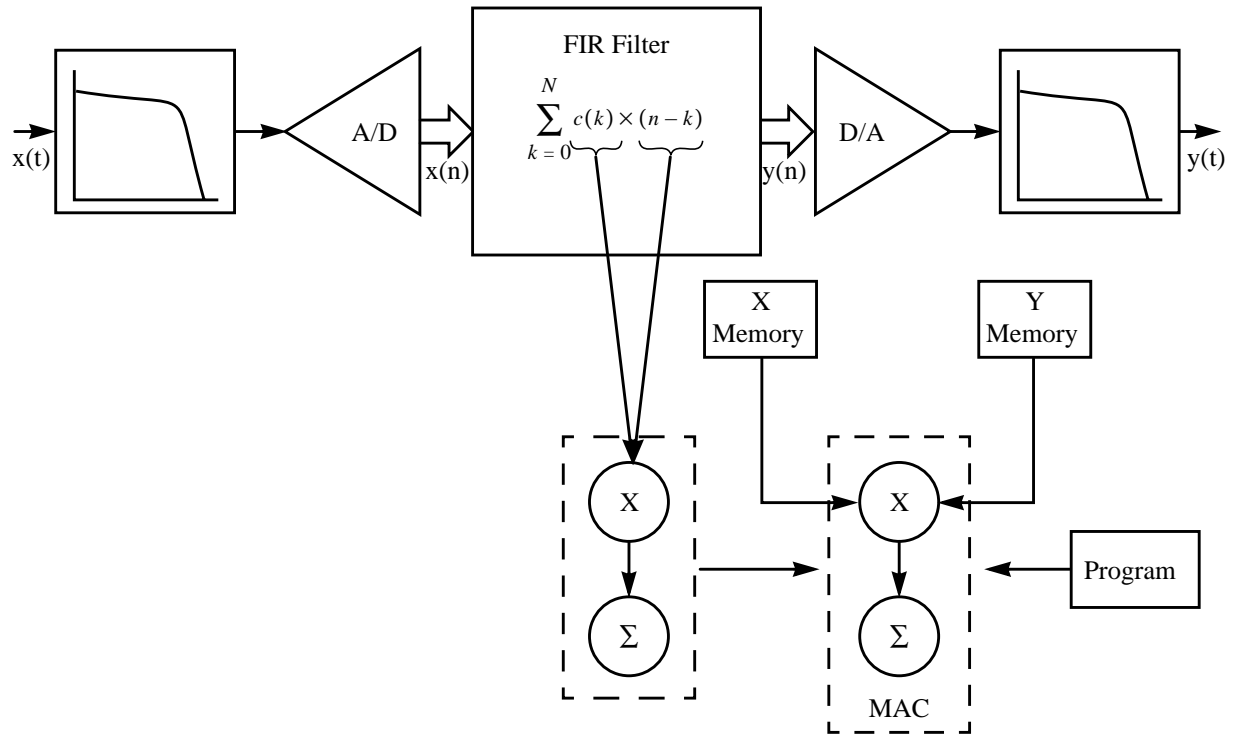 FIR Filter
N
∑ c(k) × (n – k)
k = 0
A/D
D/A
x(t)
x(n)
y(n)
y(t)
X
Memory
Y
Memory
X
X
Program
Σ
Σ
MAC